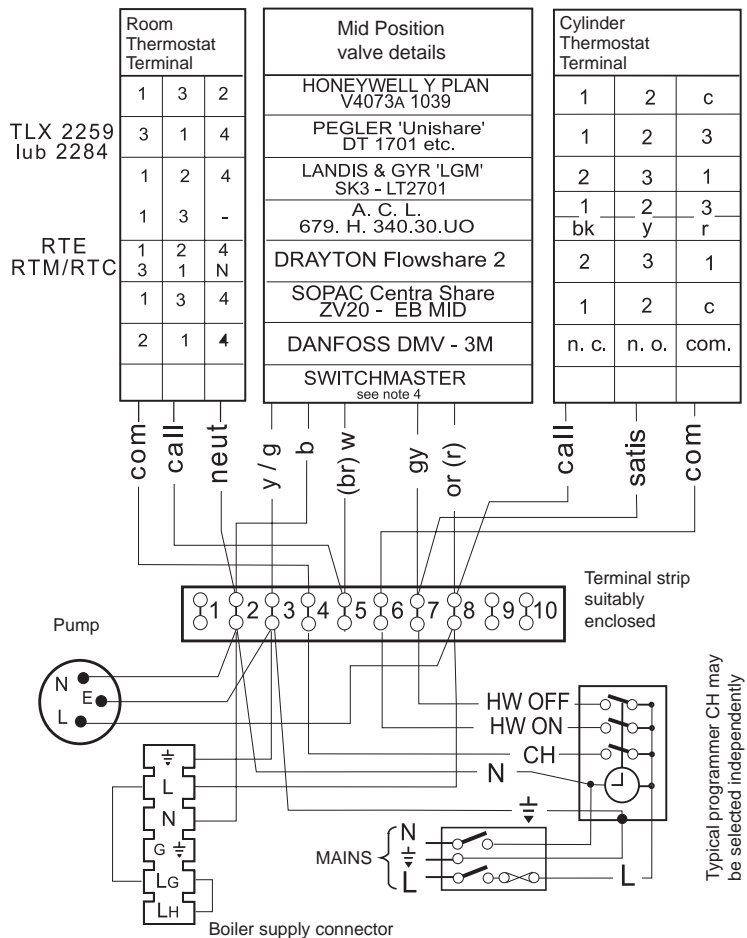 Room
Thermostat
Terminal
1 3 2
TLX 2259
lub 2284
3 1 4
1 2 4
1 3 -
RTE
RTM/RTC
1 2 4
3 1 N
1 3 4
2 1 4
Mid Position
valve details
HONEYWELL Y PLAN
V4073A 1039
PEGLER 'Unishare'
DT 1701 etc.
LANDIS & GYR 'LGM'
SK3 - LT2701
A. C. L.
679. H. 340.30.UO
DRAYTON Flowshare 2
SOPAC Centra Share
ZV20 - EB MID
DANFOSS DMV - 3M
SWITCHMASTER
see note 4
Cylinder
Thermostat
Terminal
1 2 c
1 2 3
2 3 1
1 2 3
bk y r
2 3 1
1 2 c
n. c. n. o. com.
com
call
neut
y / g
b
(br) w
gy
or (r)
call
satis
com
1 2 3 4 5 6 7 8 9 10
Terminal strip
suitably
enclosed
Pump
N
E
L
HW OFF
HW ON
CH
N
L
N
G
LG
LH
MAINS
N
L
L
Typical programmer CH may
be selected independently
Boiler supply connector